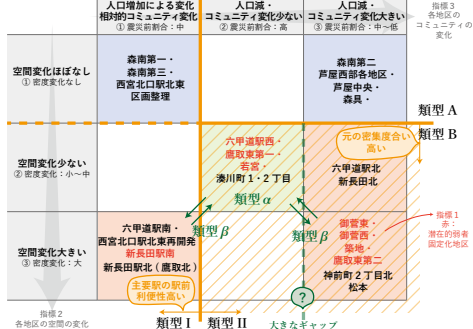 人口増加による変化
相対的コミュニティ変化
① 震災前割合：中
人口減・
コミュニティ変化少ない
② 震災前割合：高
人口減・
コミュニティ変化大きい
③ 震災前割合：中〜低
指標3
各地区の
コミュニティの
変化
空間変化ほぼなし
① 密度変化なし
森南第一・
森南第三・
西宮北口駅北東
区画整理
森南第二
芦屋西部各地区・
芦屋中央・
森具・
類型 A
類型 B
元の密集度合い
高い
空間変化少ない
② 密度変化：小〜中
六甲道駅西・
鷹取東第一・
若宮・
湊川町 1・2 丁目
類型α
六甲道駅北
新長田北
空間変化大きい
③ 密度変化：大
六甲道駅南・
西宮北口駅北東再開発
新長田駅南
新長田駅北（鷹取北）
主要駅の駅前
利便性高い
類型β
類型β
御菅東・
御菅西・
築地・
鷹取東第二
神前町 2 丁目北
松本
指標1
赤：
潜在的弱者
固定化地区
？
指標2
各地区の空間の変化
類型 I
類型 II
大きなギャップ